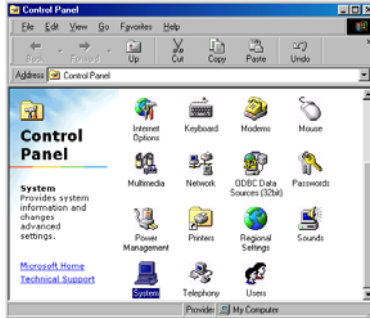 Control Panel
File Edit View Go Favorites Help
Back Forward Up Cut Copy Paste Undo
Address Control Panel
Control
Panel
System
Provides system
information and
changes
advanced
settings.
Microsoft Home
Technical Support
Internet
Options
Keyboard
Modems
Mouse
Multimedia
Network
ODBC Data
Sources (32bit)
Passwords
Power
Management
Printers
Regional
Settings
Sounds
System
Telephony
Users
Provider My Computer